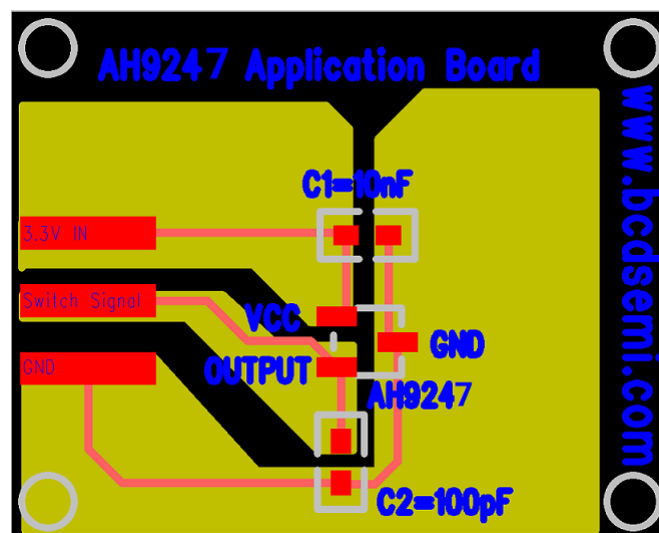 AH9247 Application Board
www.bcdsemi.com
C1=10nF
3.3V IN
Switch Signal
VCC
GND
GND
OUTPUT
AH9247
C2=100pF